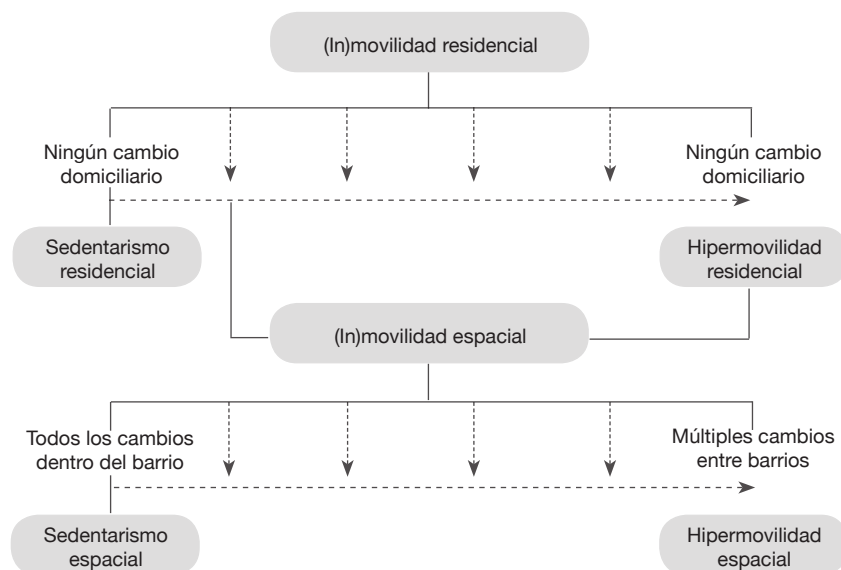 (In)movilidad residencial
Ningún cambio
domiciliario
Ningún cambio
domiciliario
Sedentarismo
residencial
Hipermovilidad
residencial
(In)movilidad espacial
Todos los cambios
dentro del barrio
Múltiples cambios
entre barrios
Sedentarismo
espacial
Hipermovilidad
espacial